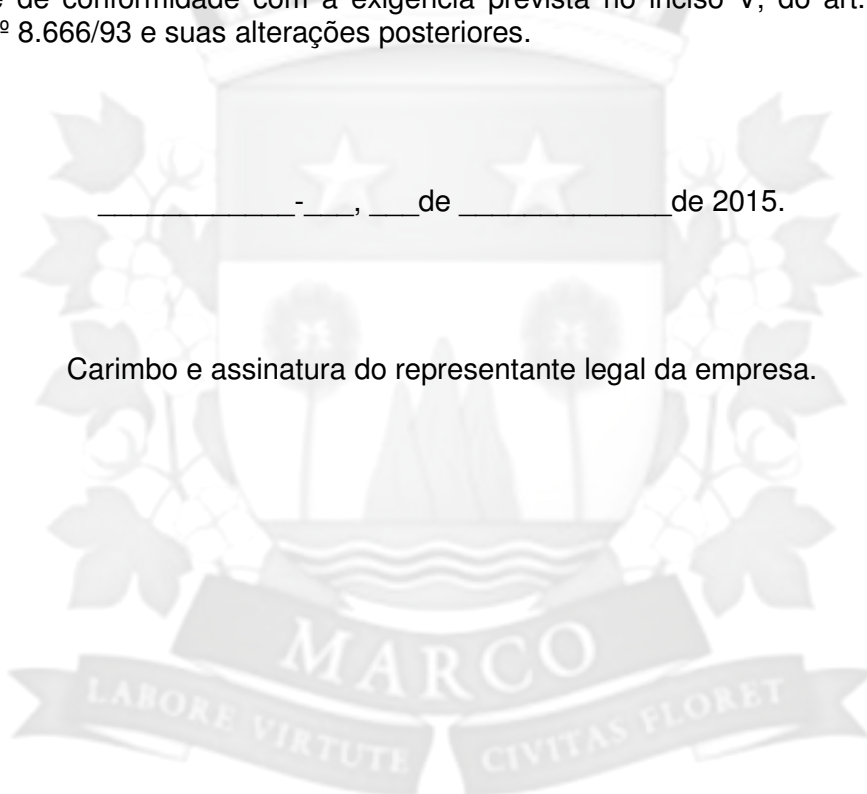 de conformidade com a exigência prevista no inciso V, do art.
º 8.666/93 e suas alterações posteriores.
____________-___, ___de _____________de 2015.
Carimbo e assinatura do representante legal da empresa.
MARCO
LABORE VIRTUTE CIVITAS FLORET